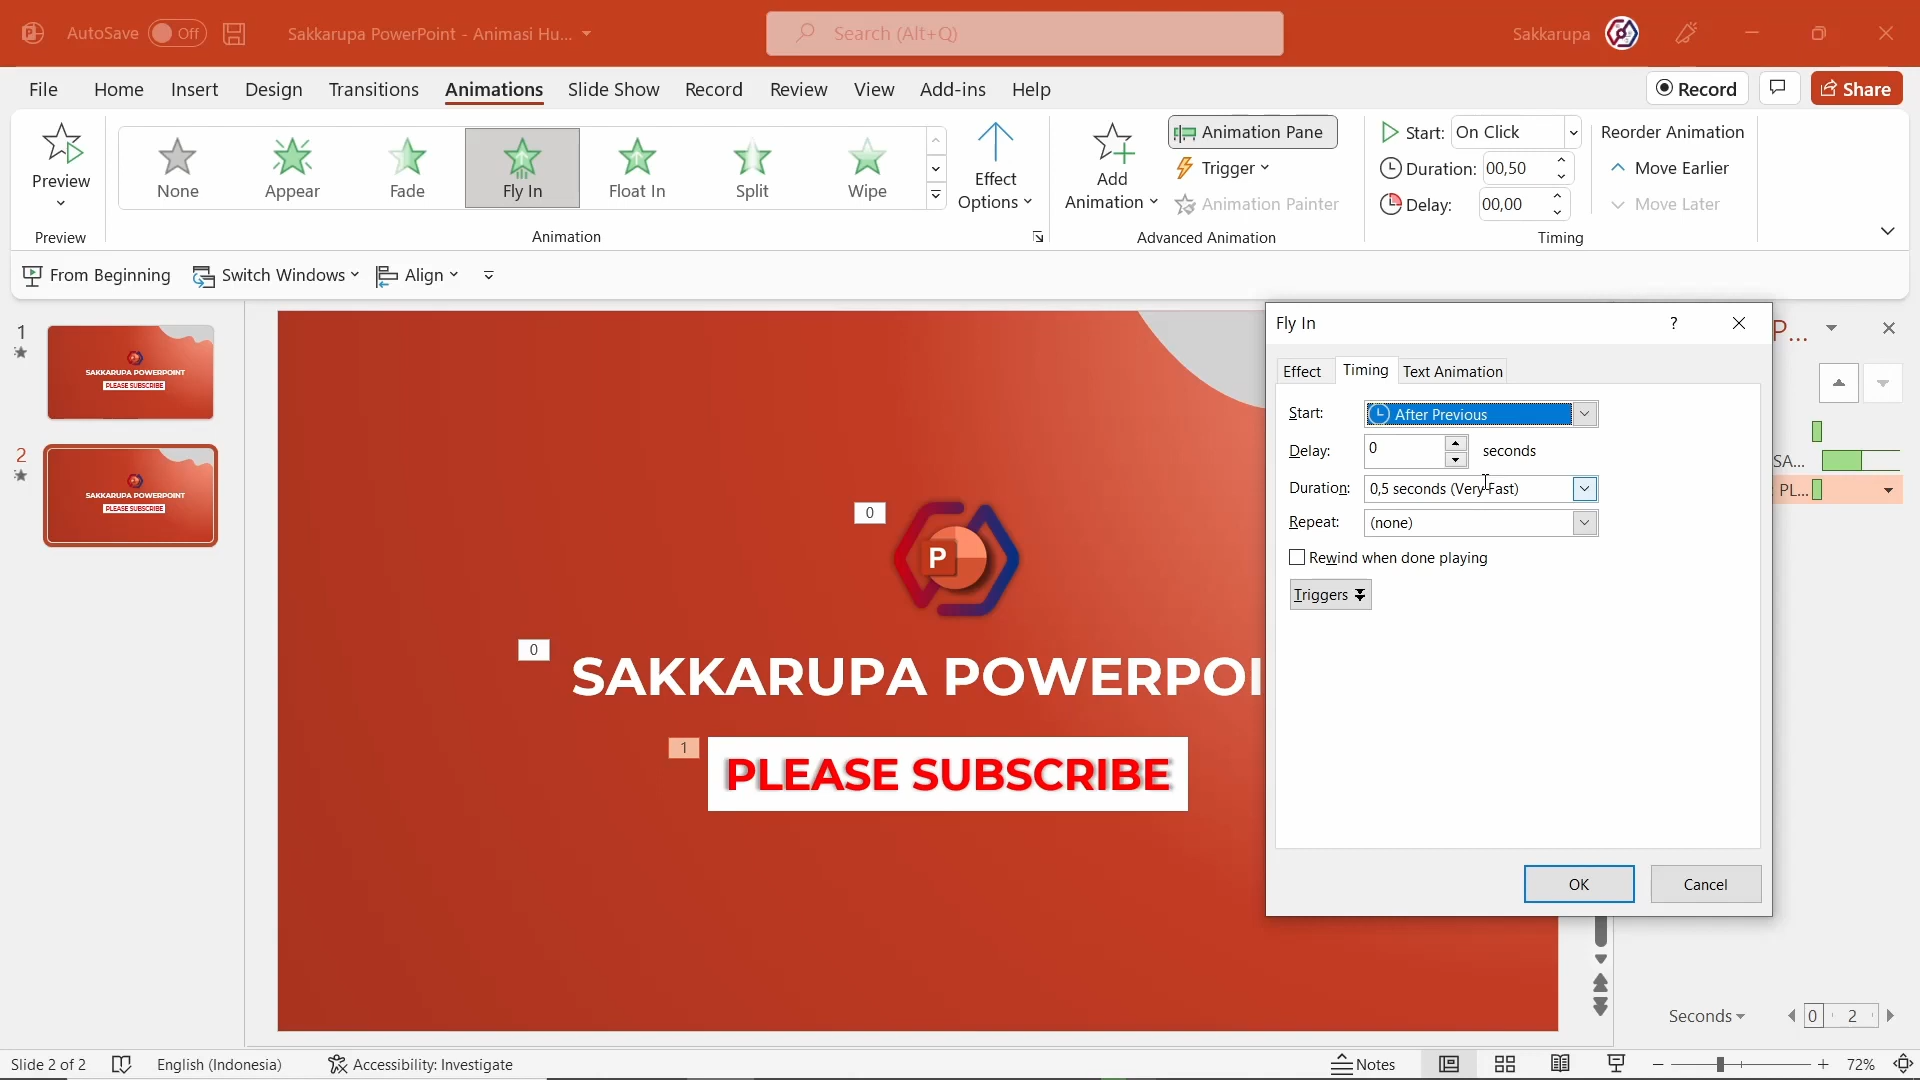 AutoSave
Off
Sakkarupa PowerPoint - Animasi Hu...
Search (Alt+Q)
Sakkarupa
File
Home
Insert
Design
Transitions
Animations
Slide Show
Record
Review
View
Add-ins
Help
Record
Share
Preview
None
Appear
Fade
Fly In
Float In
Split
Wipe
Effect
Options
Add
Animation
Animation Pane
Trigger
Animation Painter
Start: On Click
Duration: 00,50
Delay: 00,00
Reorder Animation
Move Earlier
Move Later
Preview
Animation
Advanced Animation
Timing
From Beginning
Switch Windows
Align
1
SAKKARUPA POWERPOINT
PLEASE SUBSCRIBE
2
SAKKARUPA POWERPOINT
PLEASE SUBSCRIBE
0
P
0
SAKKARUPA POWERPOI
1
PLEASE SUBSCRIBE
P...
SA...
PL...
Fly In
?
Effect
Timing
Text Animation
Start: After Previous
Delay: 0 seconds
Duration: 0,5 seconds (Very Fast)
Repeat: (none)
Rewind when done playing
Triggers
OK
Cancel
Seconds
0
2
Slide 2 of 2
English (Indonesia)
Accessibility: Investigate
Notes
72%